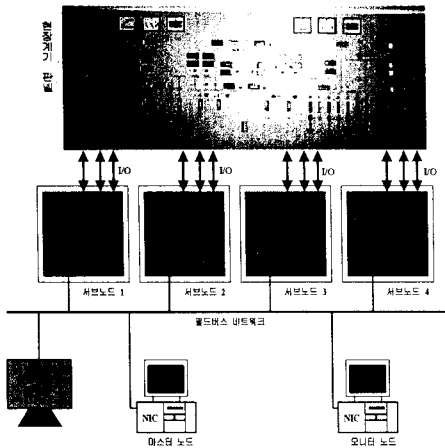 I/O
I/O
I/O
I/O
서브노드 1
서브노드 2
서브노드 3
서브노드 4
필드버스 네트워크
NIC
마스터 노드
NIC
모니터 노드